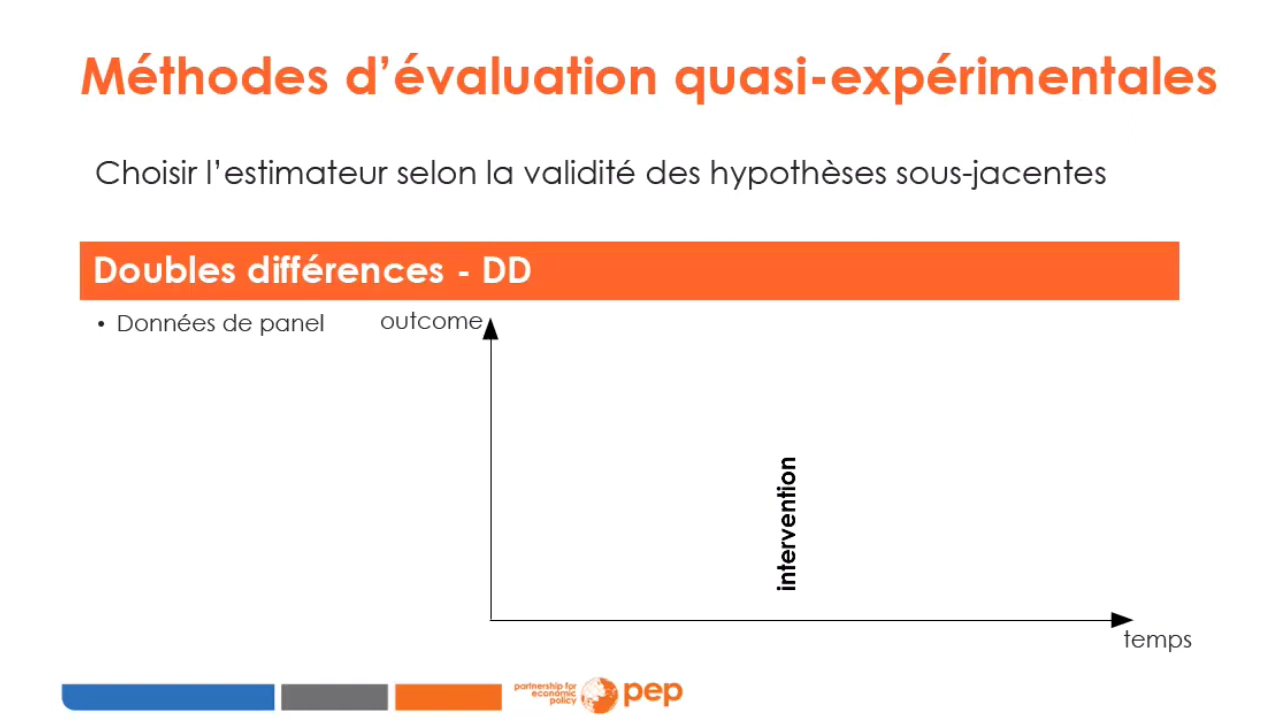 Méthodes d’évaluation quasi-expérimentales
Choisir l’estimateur selon la validité des hypothèses sous-jacentes
Doubles différences - DD
• Données de panel
outcome
intervention
temps
partnership for
economic
policy
pep